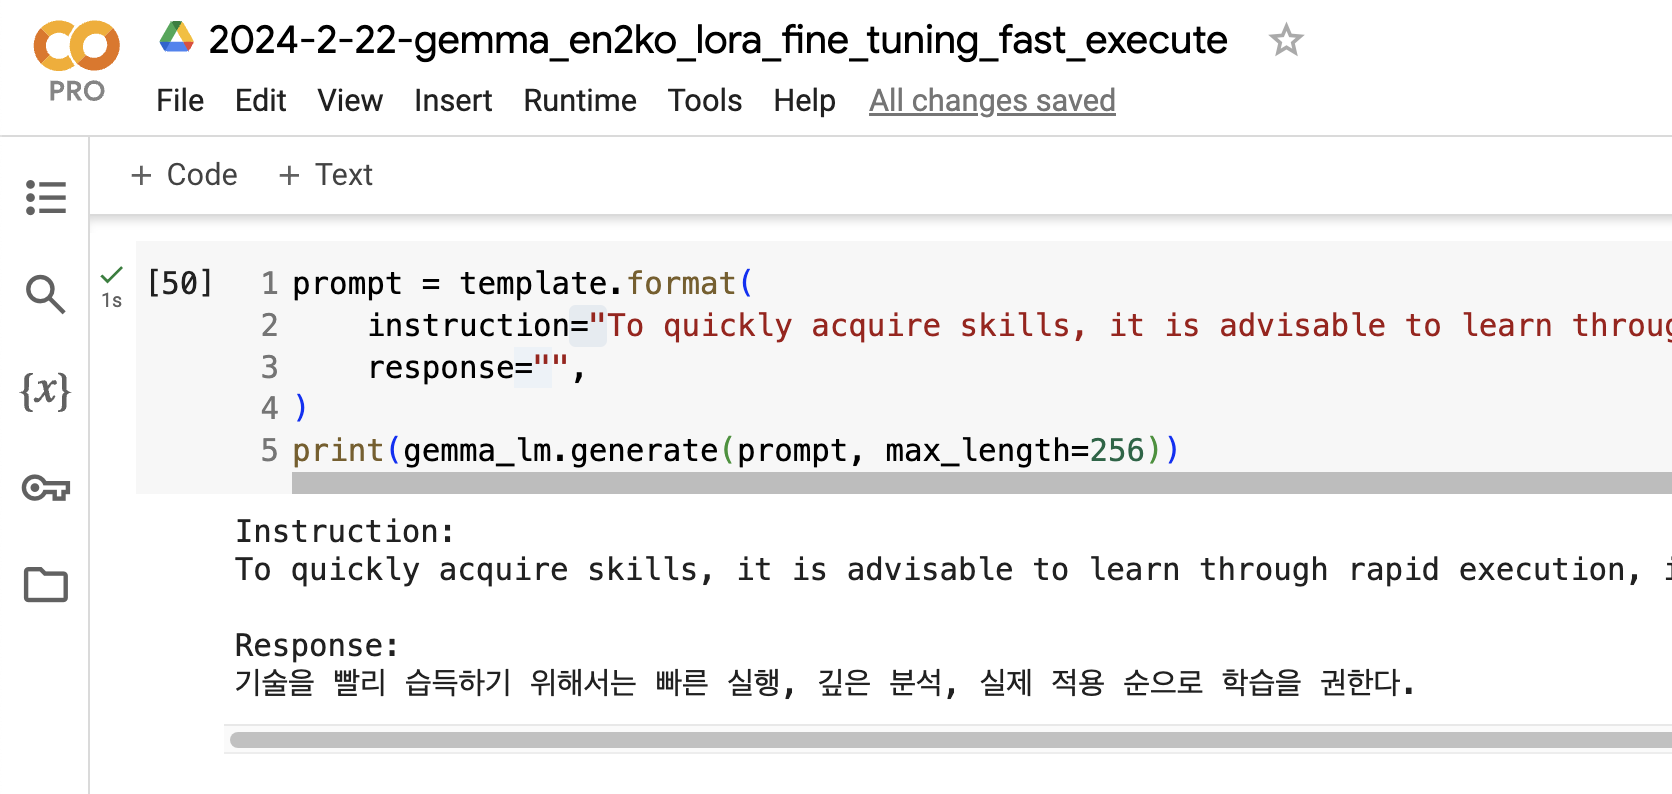 2024-2-22-gemma_en2ko_lora_fine_tuning_fast_execute
PRO
File Edit View Insert Runtime Tools Help All changes saved
+ Code + Text
{x}
1s
[50]
1 prompt = template.format(
2     instruction="To quickly acquire skills, it is advisable to learn
3     response="",
4 )
5 print(gemma_lm.generate(prompt, max_length=256))
Instruction:
To quickly acquire skills, it is advisable to learn through rapid execution,
Response:
기술을 빨리 습득하기 위해서는 빠른 실행, 깊은 분석, 실제 적용 순으로 학습을 권한다.